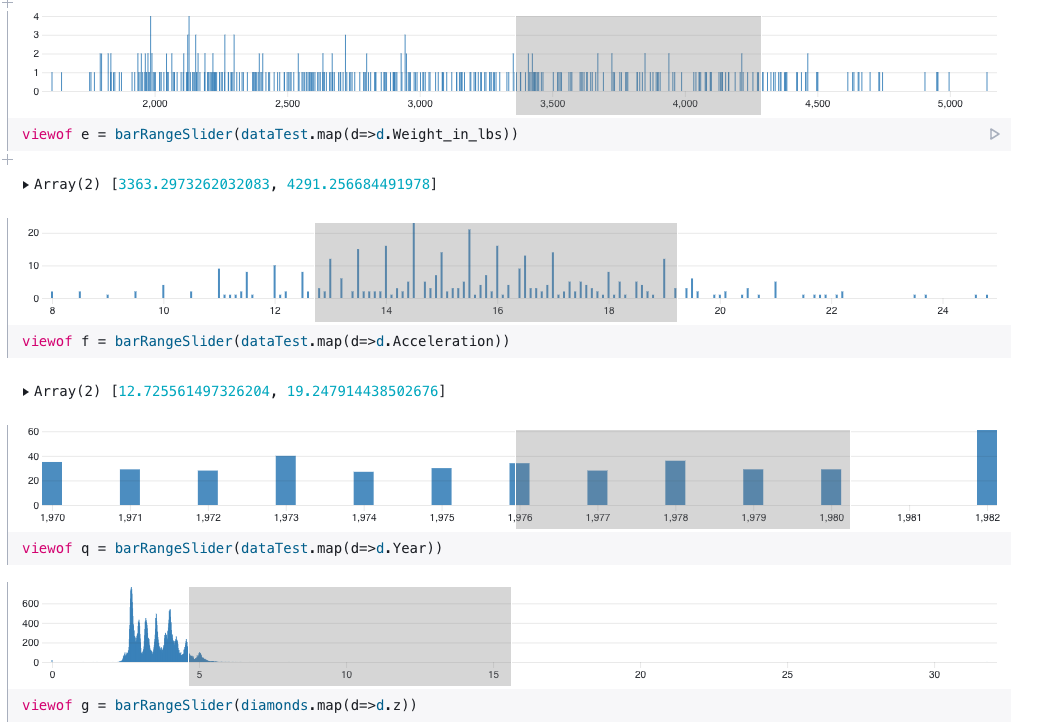 4
3
2
1
0
2,000 2,500 3,000 3,500 4,000 4,500 5,000
viewof e = barRangeSlider(dataTest.map(d=>d.Weight_in_lbs))
Array(2) [3363.2973262032083, 4291.256684491978]
20
10
0
8 10 12 14 16 18 20 22 24
viewof f = barRangeSlider(dataTest.map(d=>d.Acceleration))
Array(2) [12.725561497326204, 19.247914438502676]
60
40
20
0
1,970 1,971 1,972 1,973 1,974 1,975 1,976 1,977 1,978 1,979 1,980 1,981 1,982
viewof q = barRangeSlider(dataTest.map(d=>d.Year))
600
400
200
0
0 5 10 15 20 25 30
viewof g = barRangeSlider(diamonds.map(d=>d.z))